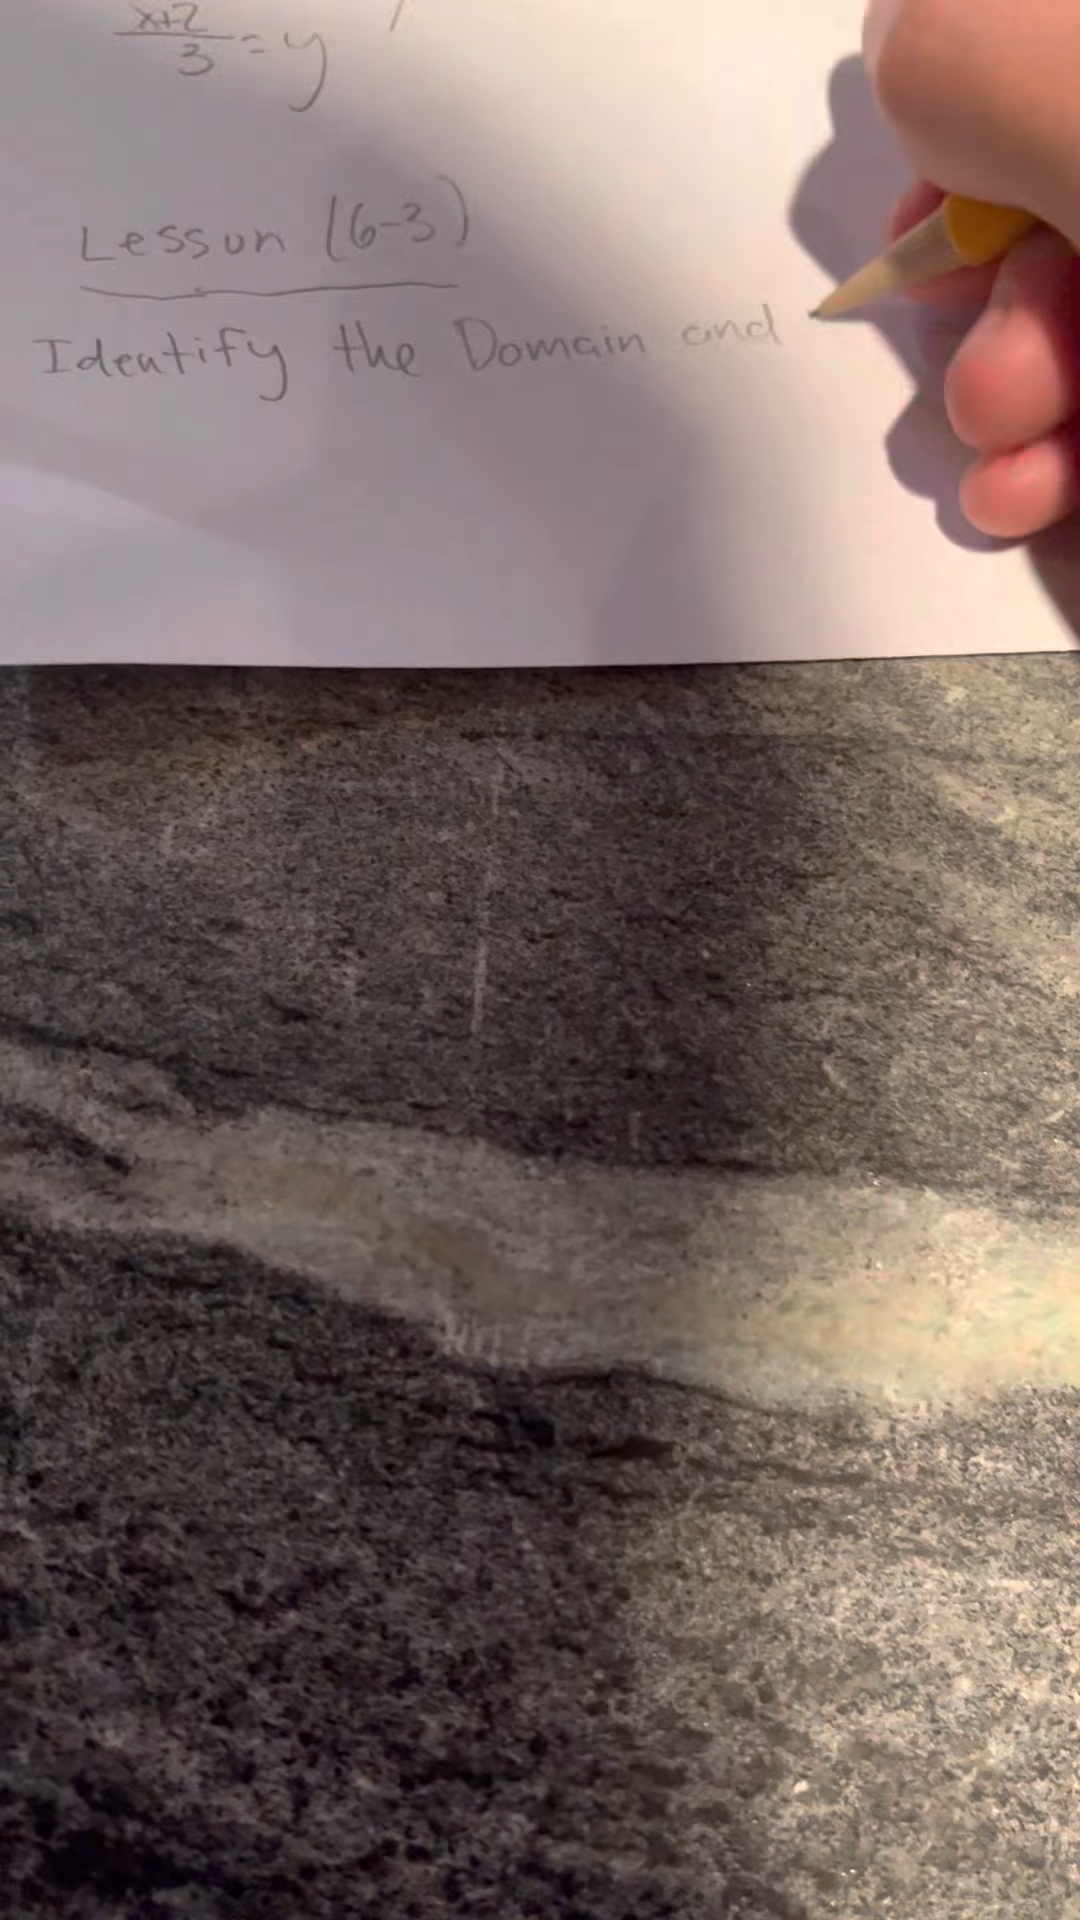 x+2
3 = y
Lesson (6-3)
Identify the Domain and